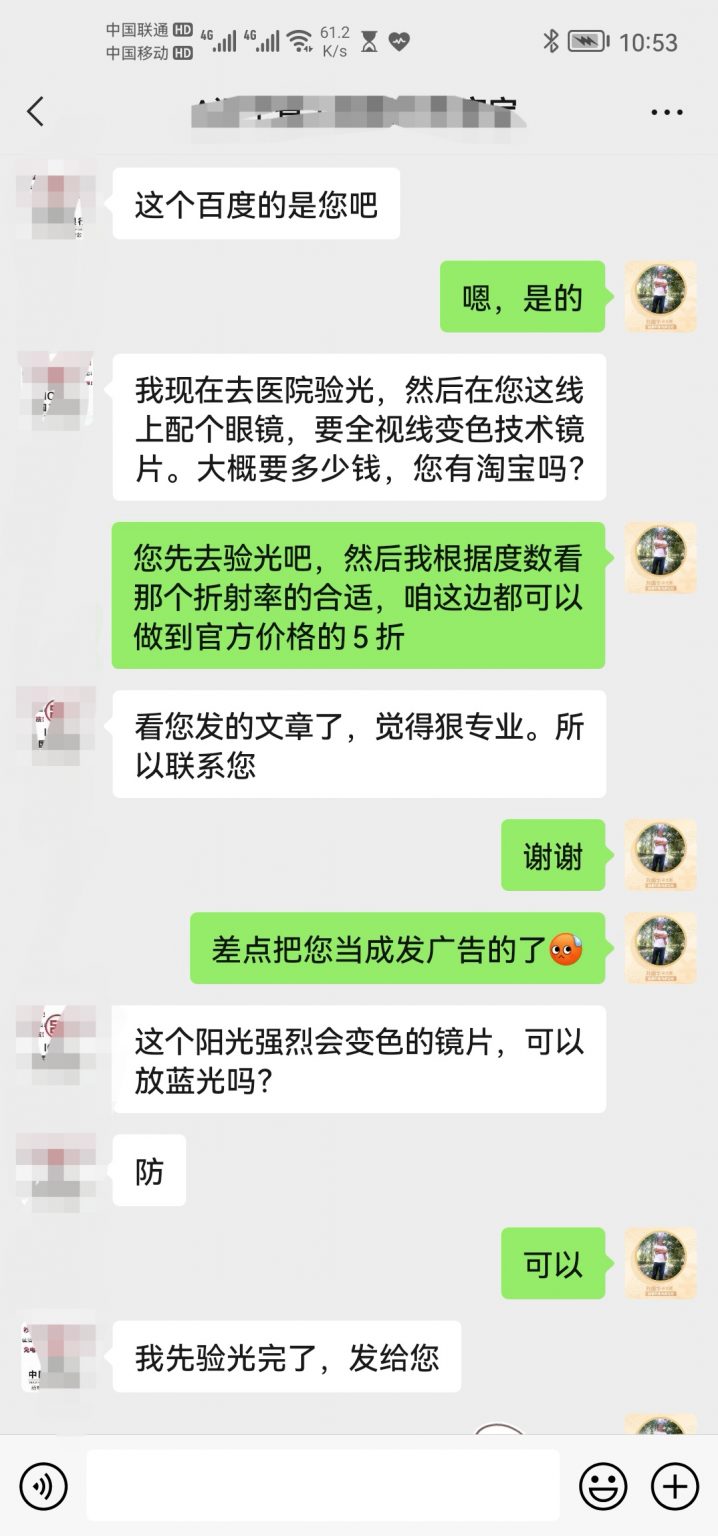 中国联通 HD
中国移动 HD
4G
4G
61.2
K/s
10:53
这个百度的是您吧
嗯，是的
我现在去医院验光，然后在您这线
上配个眼镜，要全视线变色技术镜
片。大概要多少钱，您有淘宝吗？
您先去验光吧，然后我根据度数看
那个折射率的合适，咱这边都可以
做到官方价格的5折
看您发的文章了，觉得狠专业。所
以联系您
谢谢
差点把您当成发广告的了
这个阳光强烈会变色的镜片，可以
放蓝光吗？
防
可以
我先验光完了，发给您